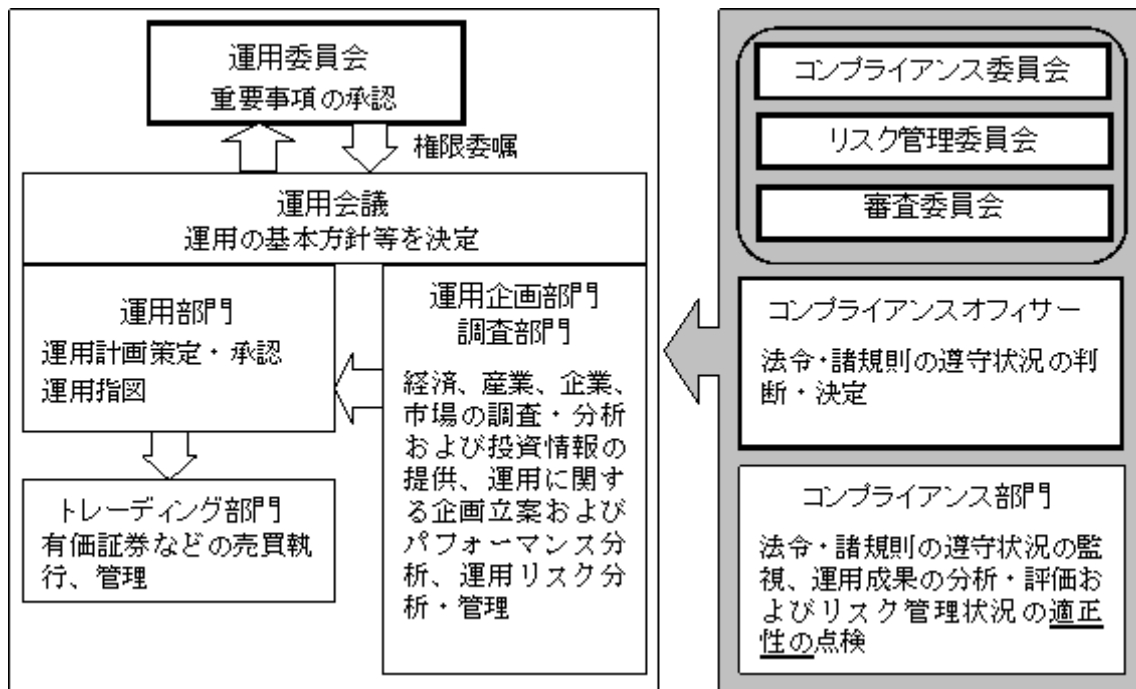 運用委員会
重要事項の承認
権限委嘱
運用会議
運用の基本方針等を決定
運用部門
運用計画策定・承認
運用指図
運用企画部門
調査部門
経済、産業、企業、
市場の調査・分析
および投資情報の
提供、運用に関す
る企画立案および
パフォーマンス分
析、運用リスク分
析・管理
トレーディング部門
有価証券などの売買執
行、管理
コンプライアンス委員会
リスク管理委員会
審査委員会
コンプライアンスオフィサー
法令・諸規則の遵守状況の判
断・決定
コンプライアンス部門
法令・諸規則の遵守状況の監
視、運用成果の分析・評価お
よびリスク管理状況の適正
性の点検